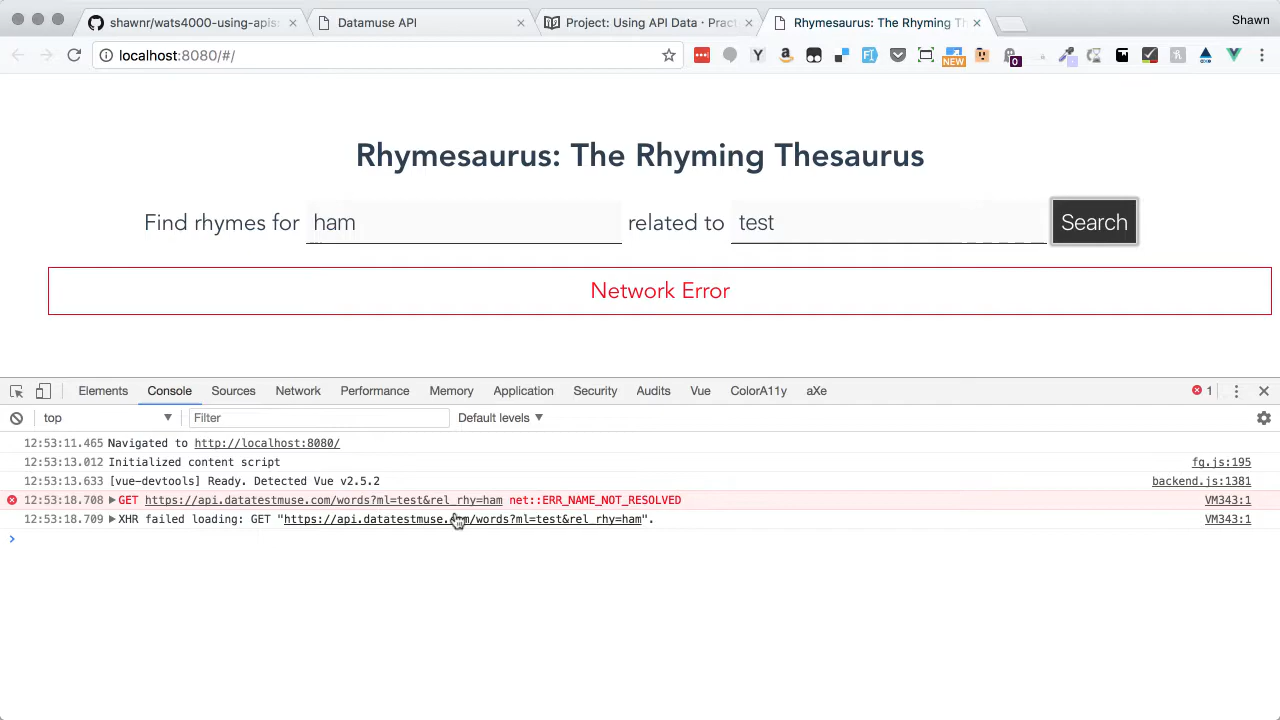 shawnr/wats4000-using-apis
Datamuse API
Project: Using API Data · Pract
Rhymesaurus: The Rhyming Th
Shawn
localhost:8080/#/
NEW
0
Rhymesaurus: The Rhyming Thesaurus
Find rhymes for ham related to test Search
Network Error
Elements Console Sources Network Performance Memory Application Security Audits Vue ColorA11y aXe 1
top Filter Default levels
12:53:11.465 Navigated to http://localhost:8080/
12:53:13.012 Initialized content script fq.js:195
12:53:13.633 [vue-devtools] Ready. Detected Vue v2.5.2 backend.js:1381
12:53:18.708 GET https://api.datatestmuse.com/words?ml=test&rel_rhy=ham net::ERR_NAME_NOT_RESOLVED VM343:1
12:53:18.709 XHR failed loading: GET "https://api.datatestmuse.com/words?ml=test&rel_rhy=ham". VM343:1